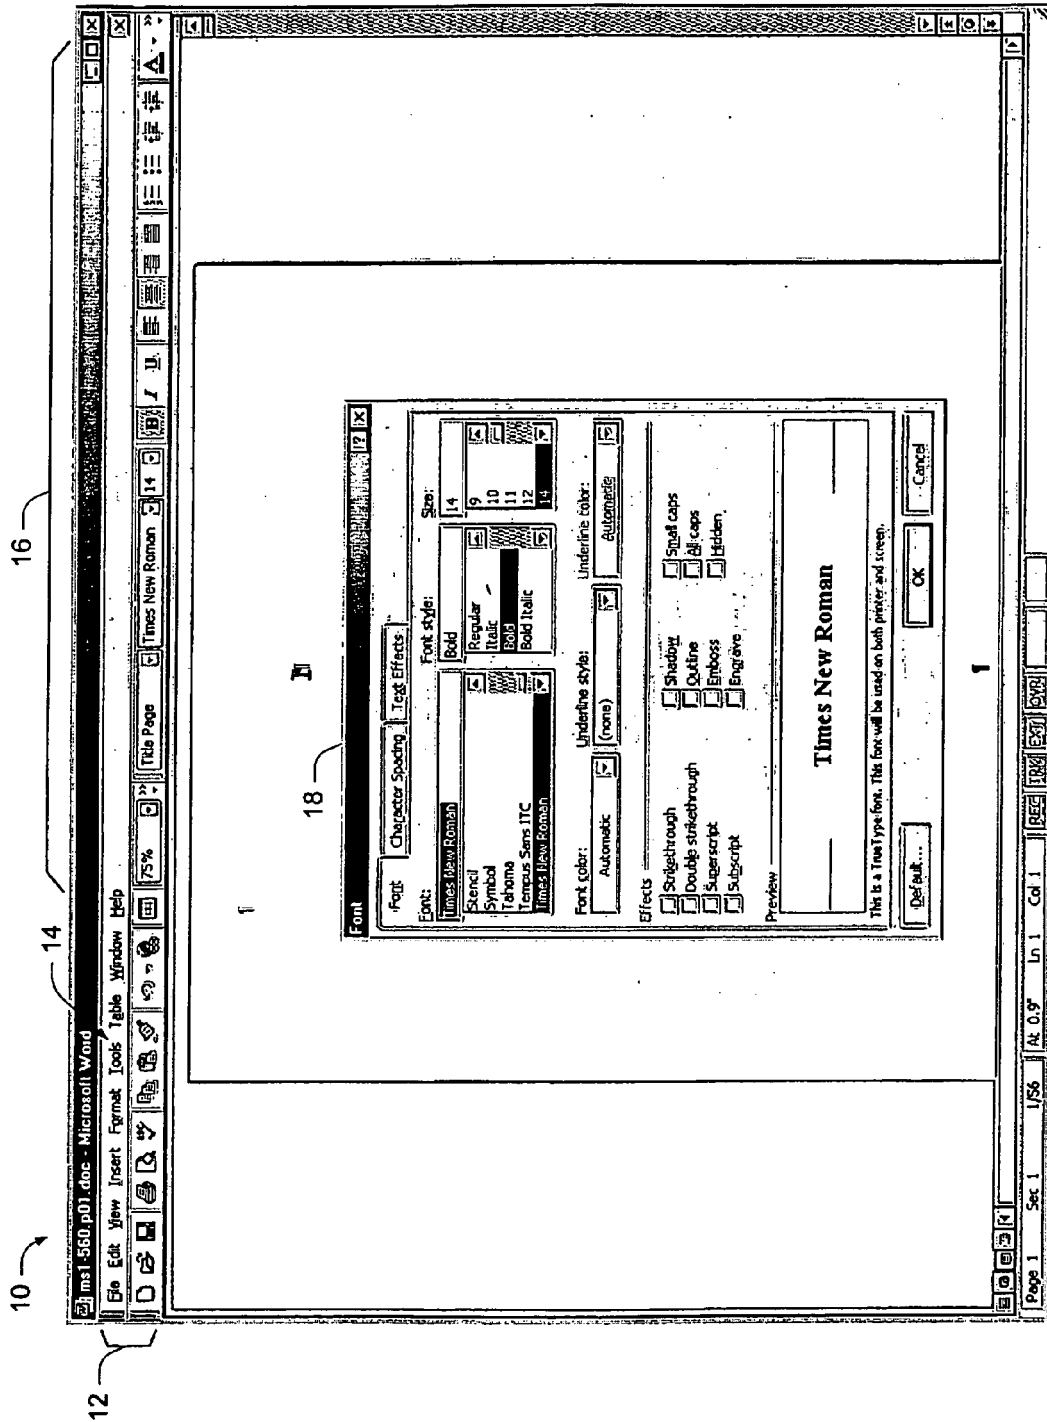 10
12
14
16
ms1-560.p01.doc - Microsoft Word
File Edit View Insert Format Tools Table Window Help
75% Title Page Times New Roman 14 B I U A
18
Font
Font Character Spacing Text Effects
Font: Font style: Size:
Times New Roman Bold 14
Stencil Regular 9
Symbol Italic 10
Tahoma Bold 11
Tempus Sans ITC Bold Italic 12
Times New Roman 14
Font color: Underline style: Underline color:
Automatic (none) Automatic
Effects
Strikethrough Shadow Small caps
Double strikethrough Outline All caps
Superscript Emboss Hidden
Subscript Engrave
Preview
Times New Roman
This is a TrueType font. This font will be used on both printer and screen.
Default... OK Cancel
Page 1 Sec 1 1/56 At 0.9" Ln 1 Col 1 REC TRK EXT OVR